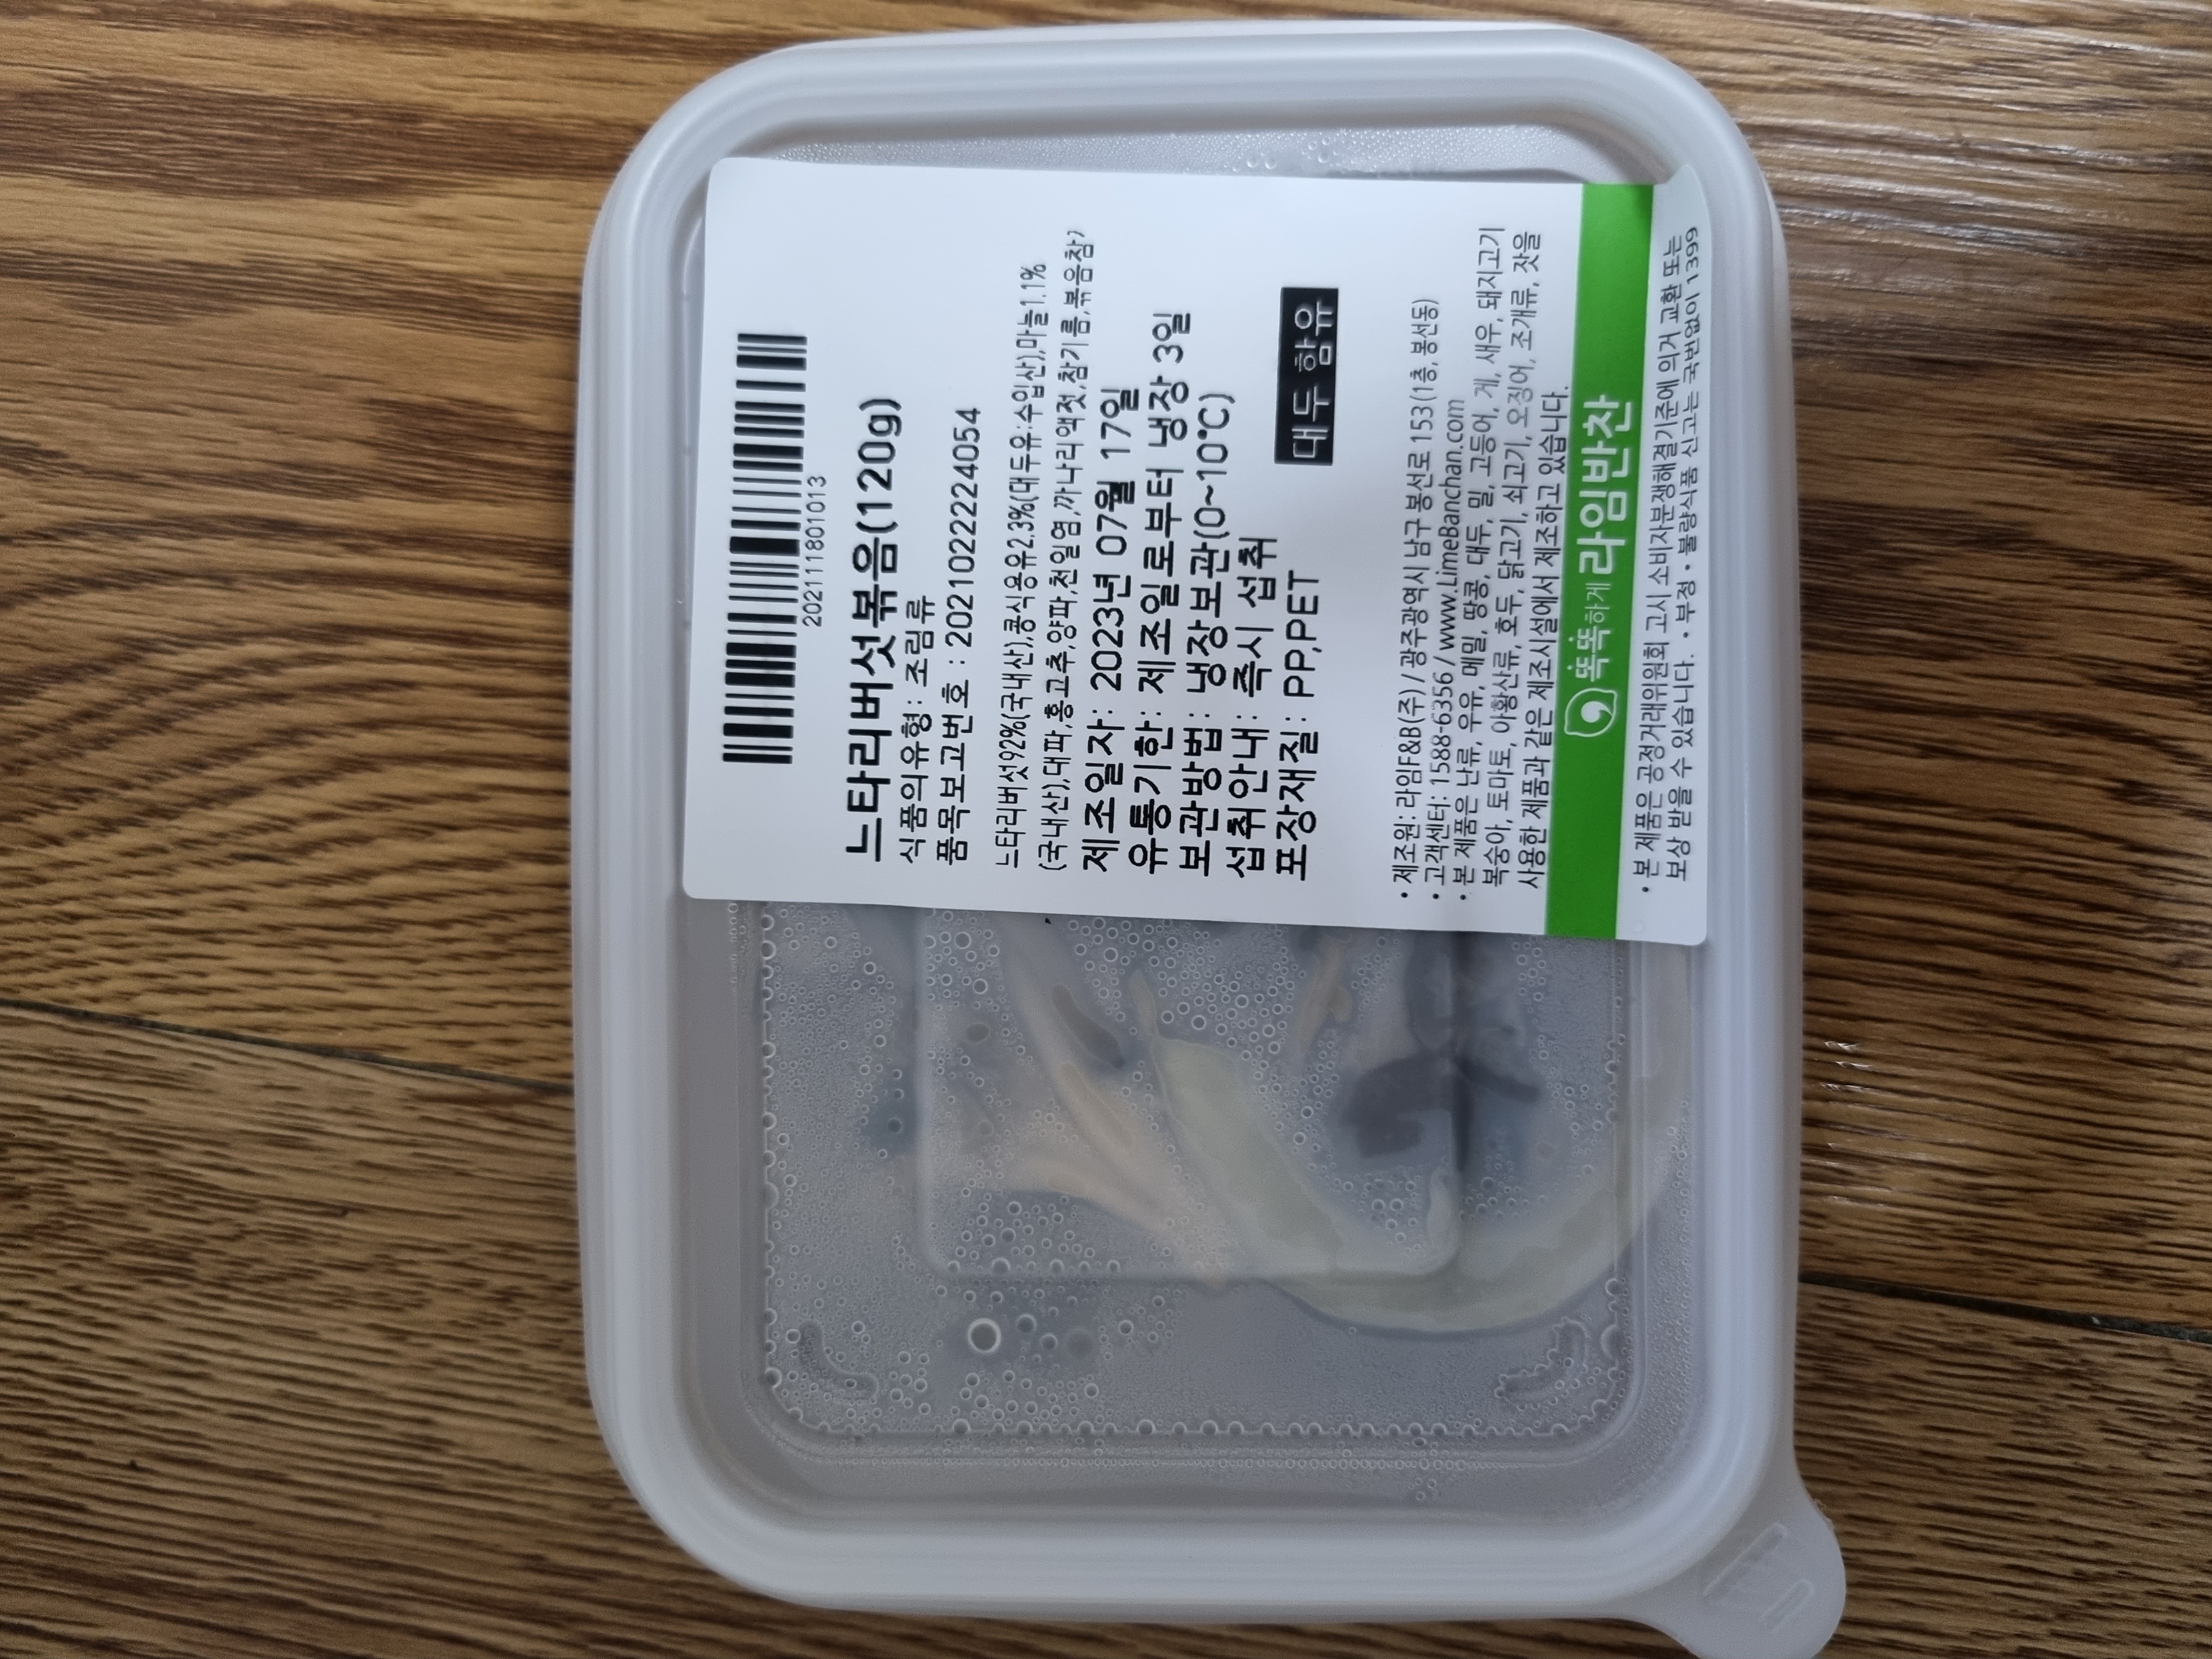 2021111801013
느타리버섯볶음(120g)
식품의유형: 조림류
품목보고번호 : 20210222224054
느타리버섯92%(국내산),콩식용유2.3%(대두유:수입산),마늘1.1%
(국내산),대파,홍고추,양파,천일염,까나리액젓,참기름,볶음참
제조일자: 2023년 07월 17일
유통기한: 제조일로부터 냉장 3일
보관방법: 냉장보관(0~10℃)
섭취안내: 즉시 섭취
포장재질: PP,PET
대두 함유
• 제조원: 라임F&B(주) / 광주광역시 남구 봉선로 153(1층, 봉선동)
• 고객센터: 1588-6356 / www.LimeBanchan.com
• 본 제품은 난류, 우유, 메밀, 땅콩, 대두, 밀, 고등어, 게, 새우, 돼지고기
복숭아, 토마토, 아황산류, 호두, 닭고기, 쇠고기, 오징어, 조개류, 잣을
사용한 제품과 같은 제조시설에서 제조하고 있습니다.
똑똑하게 라임반찬
• 본 제품은 공정거래위원회 고시 소비자분쟁해결기준에 의거 교환 또는
보상 받을 수 있습니다. • 부정 • 불량식품 신고는 국번없이 1399